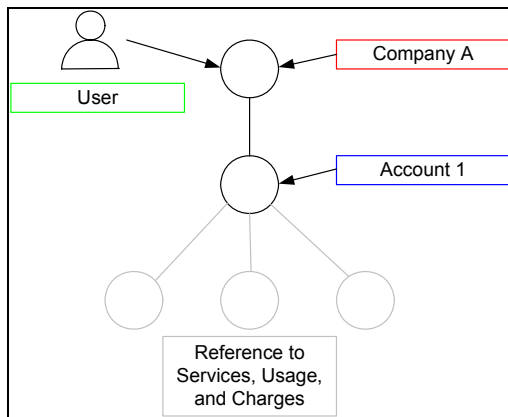 Company A
User
Account 1
Reference to
Services, Usage,
and Charges